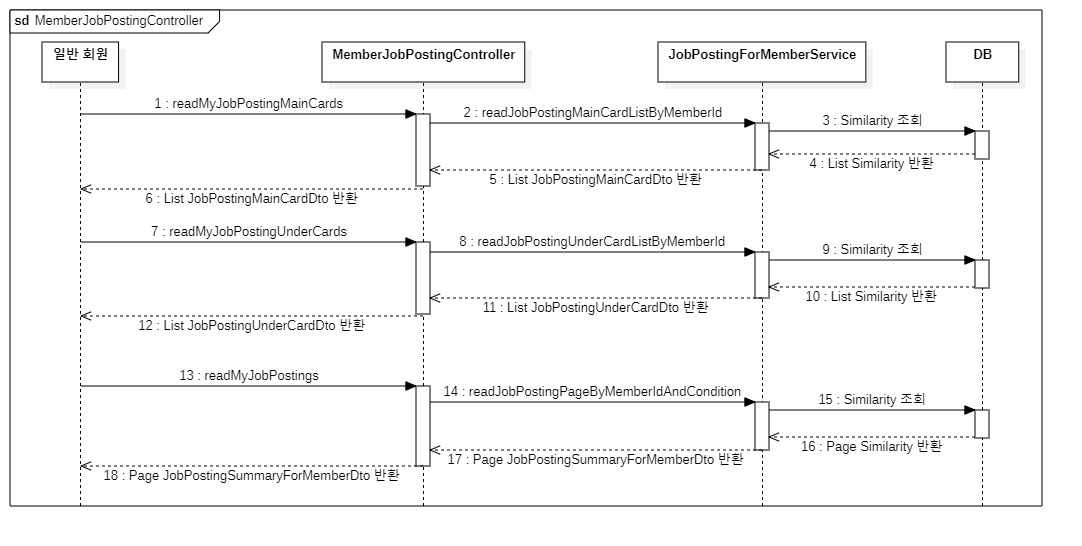 sd MemberJobPostingController
일반 회원
MemberJobPostingController
JobPostingForMemberService
DB
1 : readMyJobPostingMainCards
2 : readJobPostingMainCardListByMemberId
3 : Similarity 조회
4 : List Similarity 반환
5 : List JobPostingMainCardDto 반환
6 : List JobPostingMainCardDto 반환
7 : readMyJobPostingUnderCards
8 : readJobPostingUnderCardListByMemberId
9 : Similarity 조회
10 : List Similarity 반환
11 : List JobPostingUnderCardDto 반환
12 : List JobPostingUnderCardDto 반환
13 : readMyJobPostings
14 : readJobPostingPageByMemberIdAndCondition
15 : Similarity 조회
16 : Page Similarity 반환
17 : Page JobPostingSummaryForMemberDto 반환
18 : Page JobPostingSummaryForMemberDto 반환